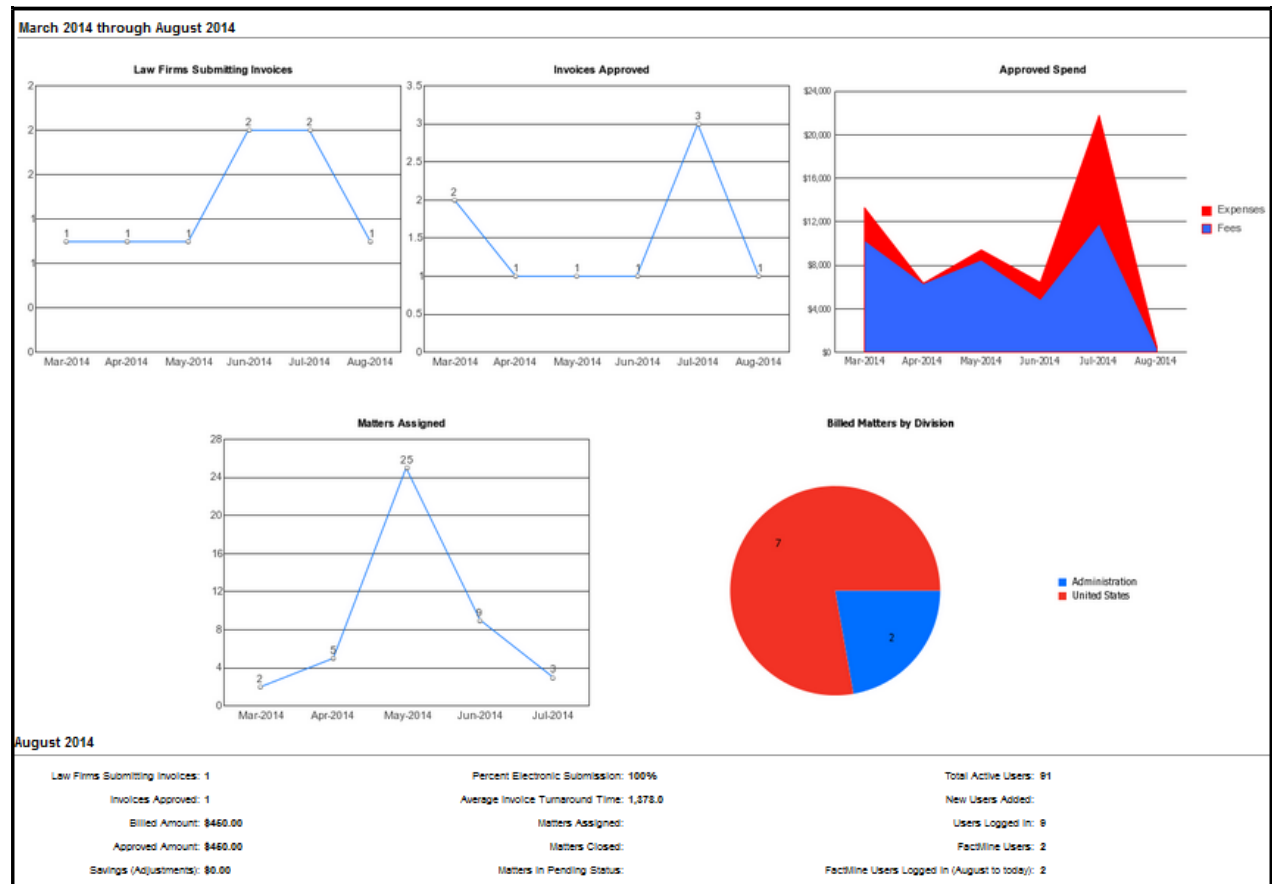 March 2014 through August 2014
Law Firms Submitting Invoices
2
2
2
1
1
0
0
1
1
1
2
2
1
Mar-2014 Apr-2014 May-2014 Jun-2014 Jul-2014 Aug-2014
Invoices Approved
3.5
3
2.5
2
1.5
1
0.5
0
2
1
1
1
3
1
Mar-2014 Apr-2014 May-2014 Jun-2014 Jul-2014 Aug-2014
Approved Spend
$24,000
$20,000
$16,000
$12,000
$8,000
$4,000
$0
Mar-2014 Apr-2014 May-2014 Jun-2014 Jul-2014 Aug-2014
Expenses
Fees
Matters Assigned
28
24
20
16
12
8
4
0
2
5
25
9
3
Mar-2014 Apr-2014 May-2014 Jun-2014 Jul-2014
Billed Matters by Division
7
2
Administration
United States
August 2014
Law Firms Submitting Invoices: 1
Invoices Approved: 1
Billed Amount: $450.00
Approved Amount: $450.00
Savings (Adjustments): $0.00
Percent Electronic Submission: 100%
Average Invoice Turnaround Time: 1,378.0
Matters Assigned:
Matters Closed:
Matters in Pending Status:
Total Active Users: 91
New Users Added:
Users Logged In: 9
FactMine Users: 2
FactMine Users Logged In (August to today): 2